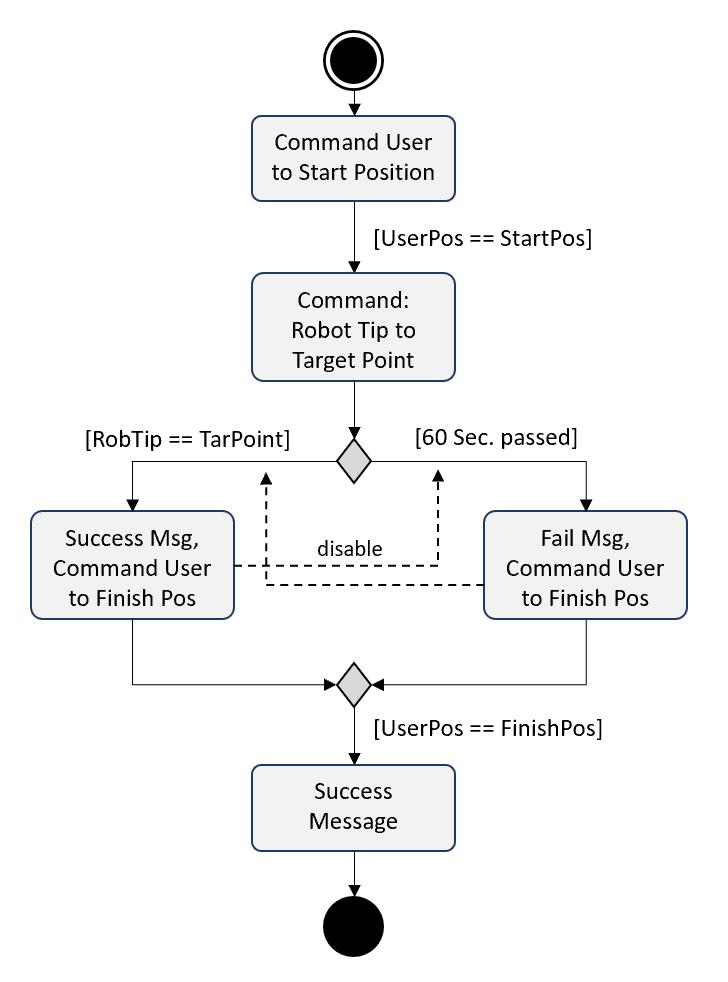 Command User
to Start Position
[UserPos == StartPos]
Command:
Robot Tip to
Target Point
[RobTip == TarPoint]
[60 Sec. passed]
Success Msg,
Command User
to Finish Pos
disable
Fail Msg,
Command User
to Finish Pos
[UserPos == FinishPos]
Success
Message